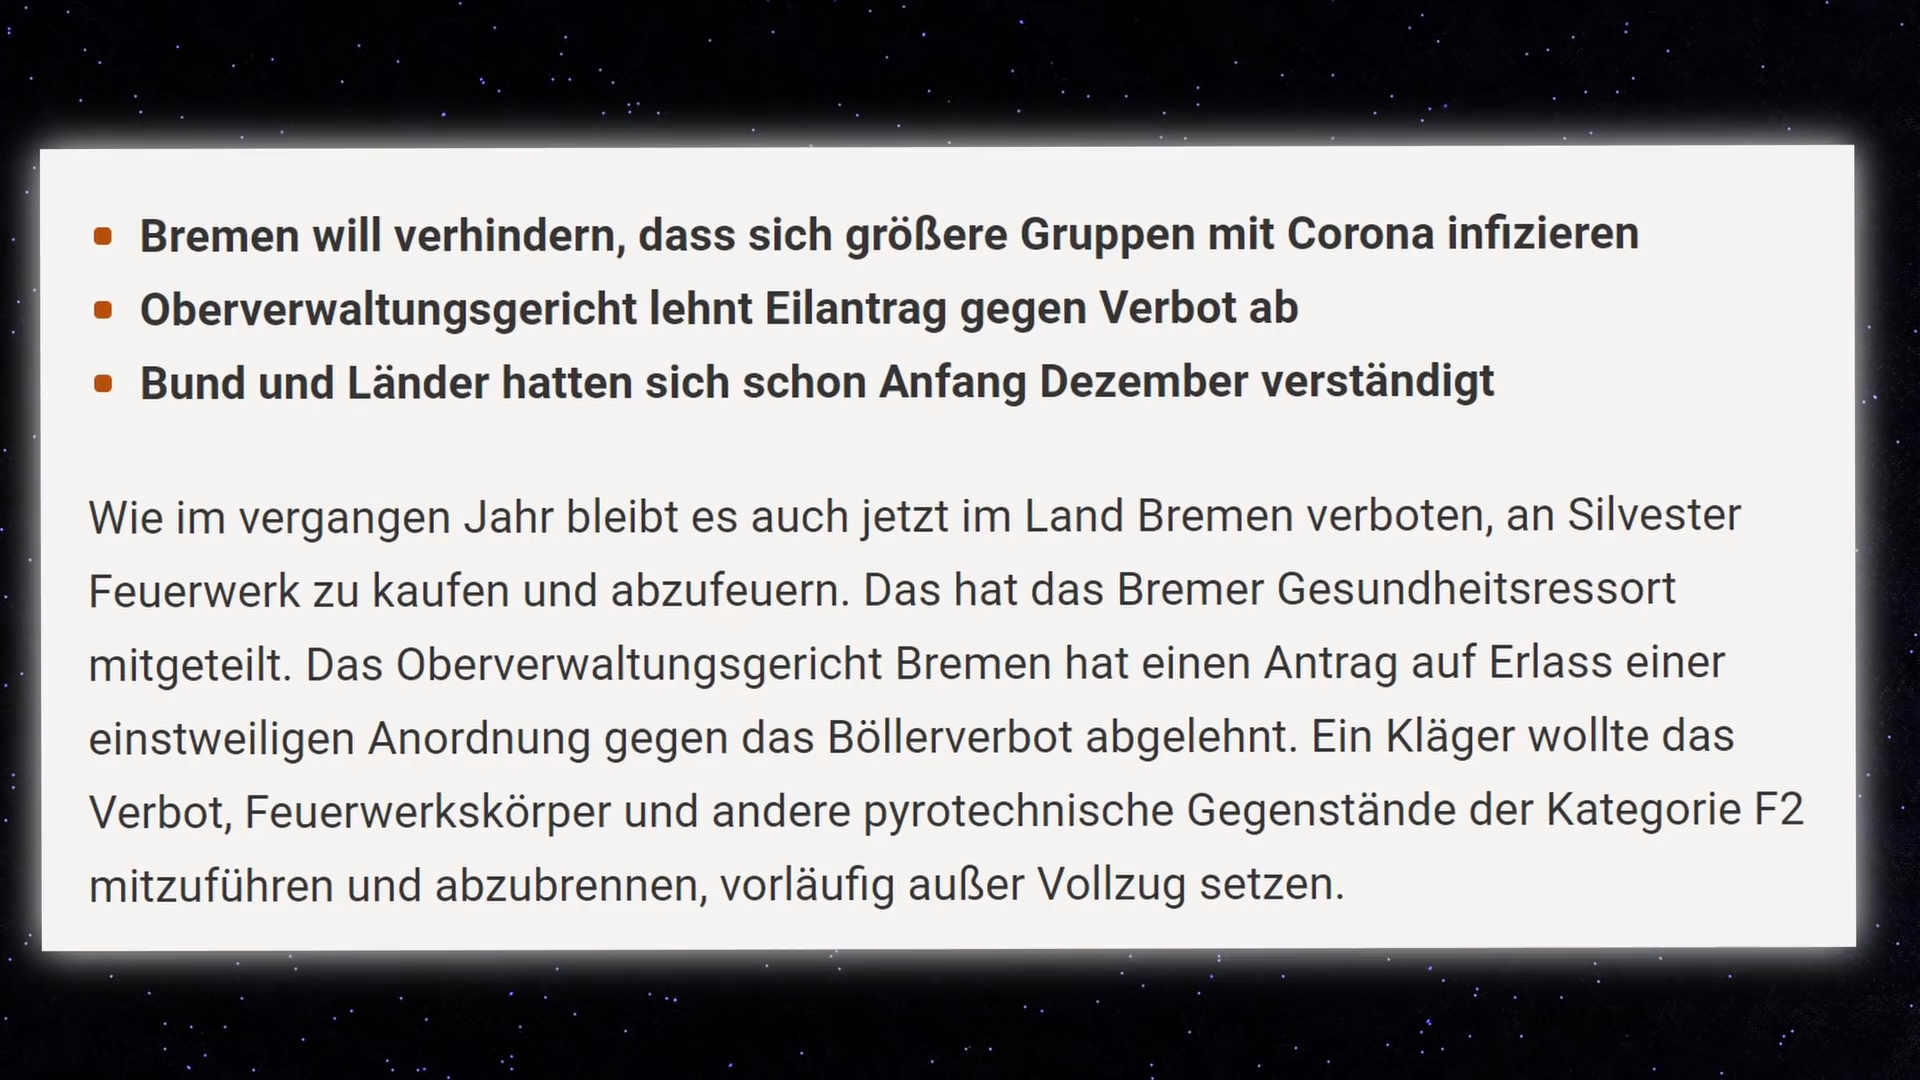 Bremen will verhindern, dass sich größere Gruppen mit Corona infizieren
Oberverwaltungsgericht lehnt Eilantrag gegen Verbot ab
Bund und Länder hatten sich schon Anfang Dezember verständigt
Wie im vergangen Jahr bleibt es auch jetzt im Land Bremen verboten, an Silvester
Feuerwerk zu kaufen und abzufeuern. Das hat das Bremer Gesundheitsressort
mitgeteilt. Das Oberverwaltungsgericht Bremen hat einen Antrag auf Erlass einer
einstweiligen Anordnung gegen das Böllerverbot abgelehnt. Ein Kläger wollte das
Verbot, Feuerwerkskörper und andere pyrotechnische Gegenstände der Kategorie F2
mitzuführen und abzubrennen, vorläufig außer Vollzug setzen.